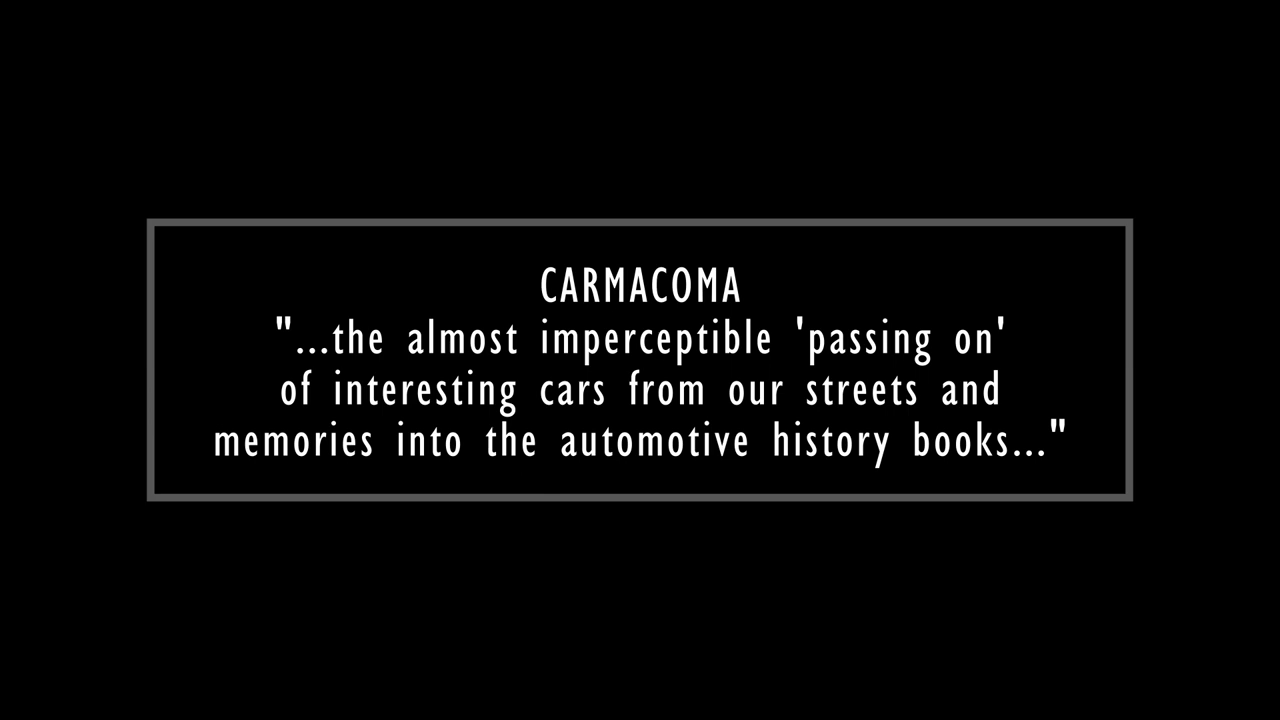 CARMACOMA
"...the almost imperceptible 'passing on'
of interesting cars from our streets and
memories into the automotive history books..."